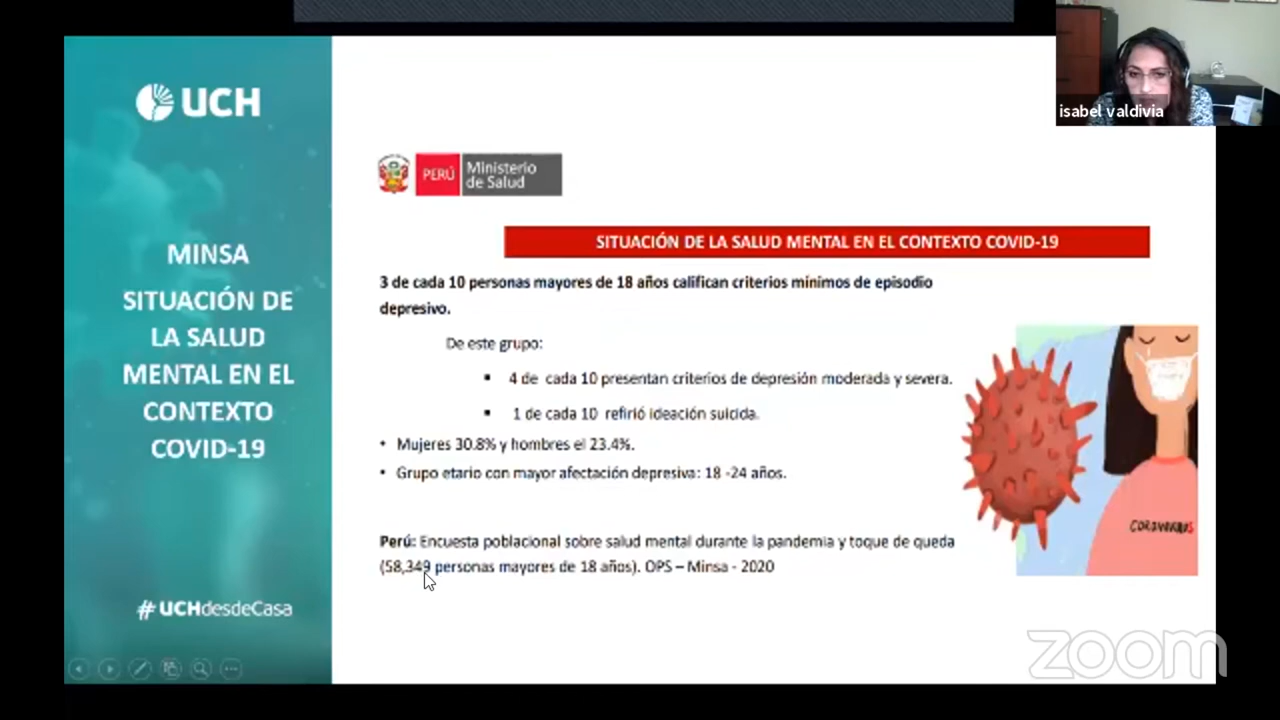 UCH
MINSA
SITUACIÓN DE
LA SALUD
MENTAL EN EL
CONTEXTO
COVID-19
#UCHdesdeCasa
PERÚ
Ministerio
de Salud
SITUACIÓN DE LA SALUD MENTAL EN EL CONTEXTO COVID-19
3 de cada 10 personas mayores de 18 años califican criterios mínimos de episodio
depresivo.
De este grupo:
▪ 4 de cada 10 presentan criterios de depresión moderada y severa.
▪ 1 de cada 10 refirió ideación suicida.
• Mujeres 30.8% y hombres el 23.4%.
• Grupo etario con mayor afectación depresiva: 18 -24 años.
Perú: Encuesta poblacional sobre salud mental durante la pandemia y toque de queda
(58,349 personas mayores de 18 años). OPS – Minsa - 2020
CORONAVIRUS
isabel valdivia
zoom